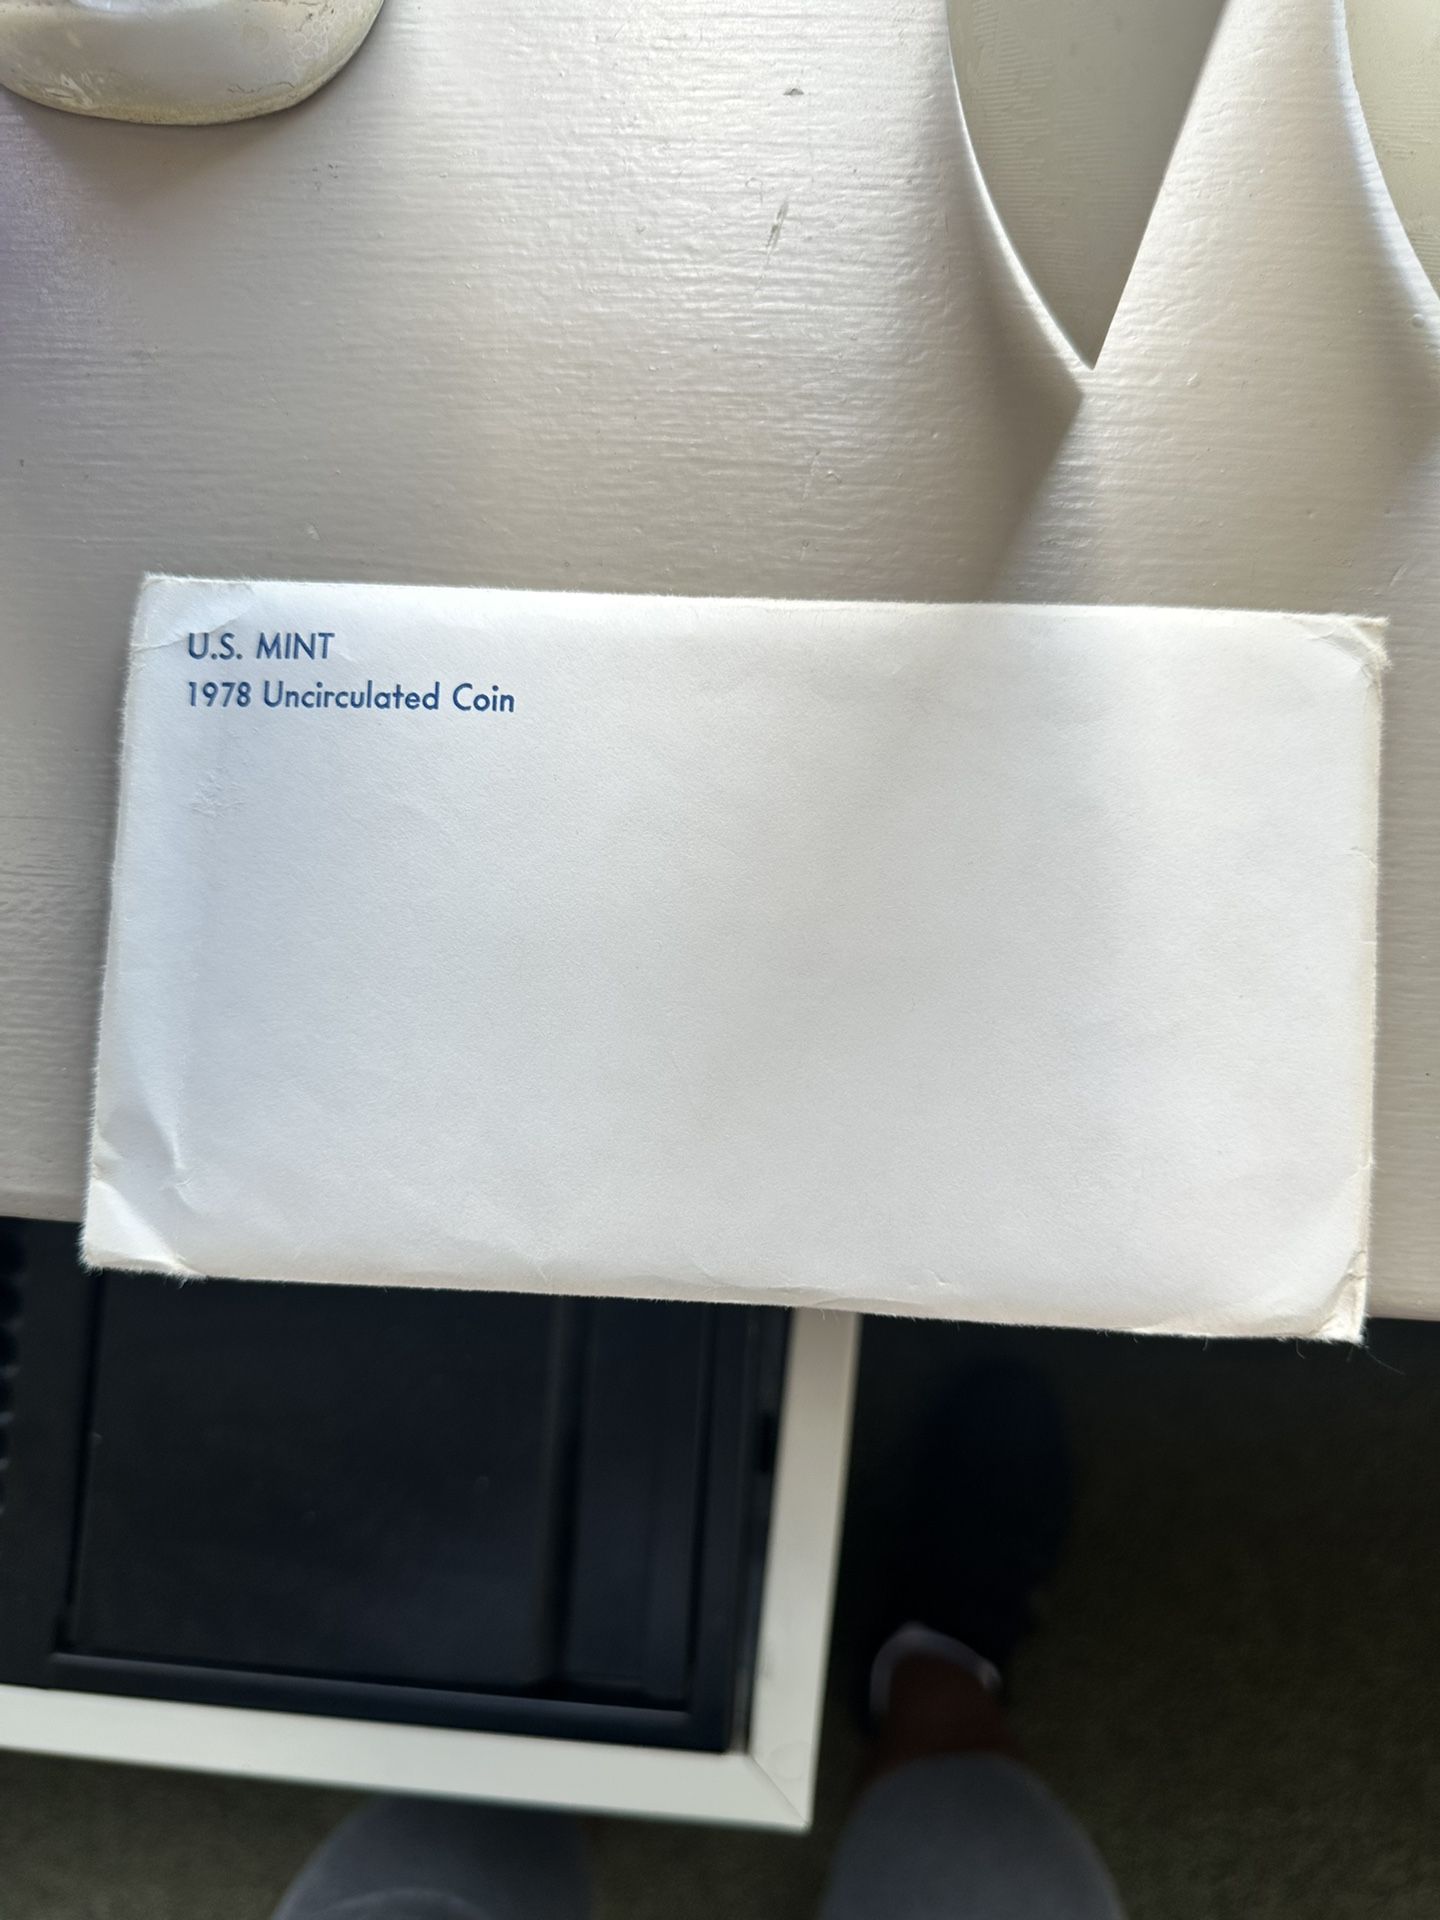 U.S. MINT
1978 Uncirculated Coin